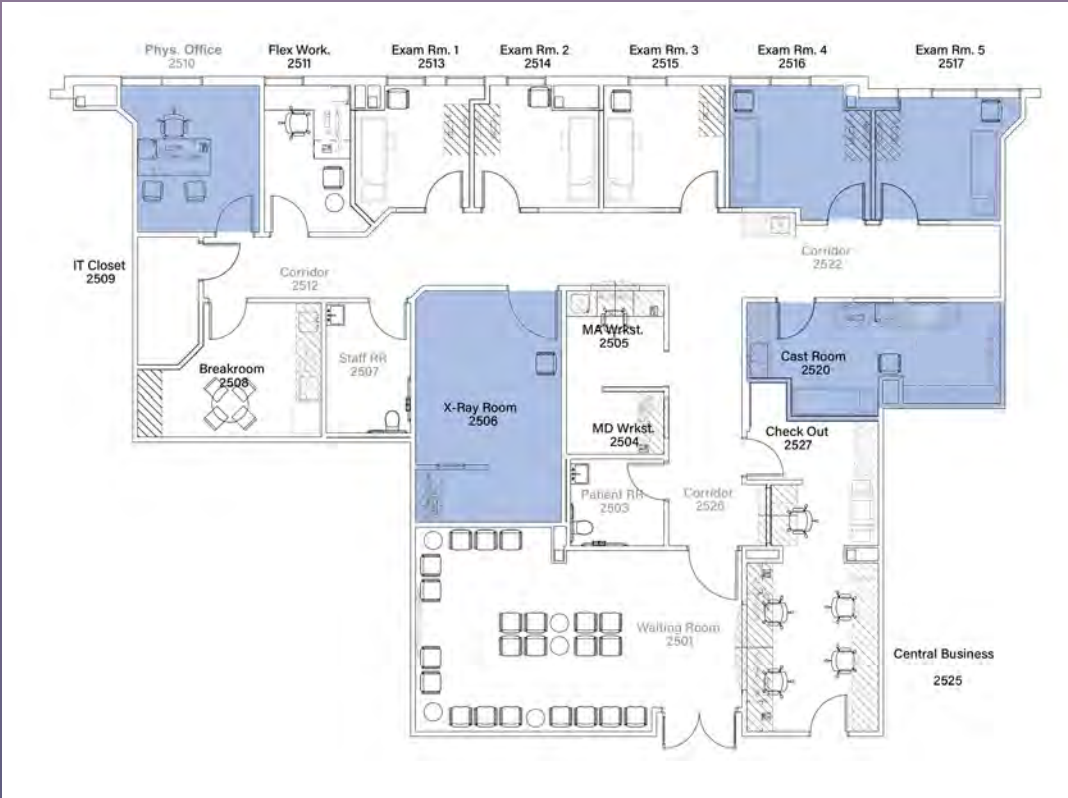 Phys. Office
2510
Flex Work.
2511
Exam Rm. 1
2513
Exam Rm. 2
2514
Exam Rm. 3
2515
Exam Rm. 4
2516
Exam Rm. 5
2517
IT Closet
2509
Corridor
2512
Corridor
2522
Breakroom
2508
Staff RR
2507
X-Ray Room
2506
MA Wrkst.
2505
MD Wrkst.
2504
Cast Room
2520
Check Out
2527
Patient RR
2503
Corridor
2526
Waiting Room
2501
Central Business
2525